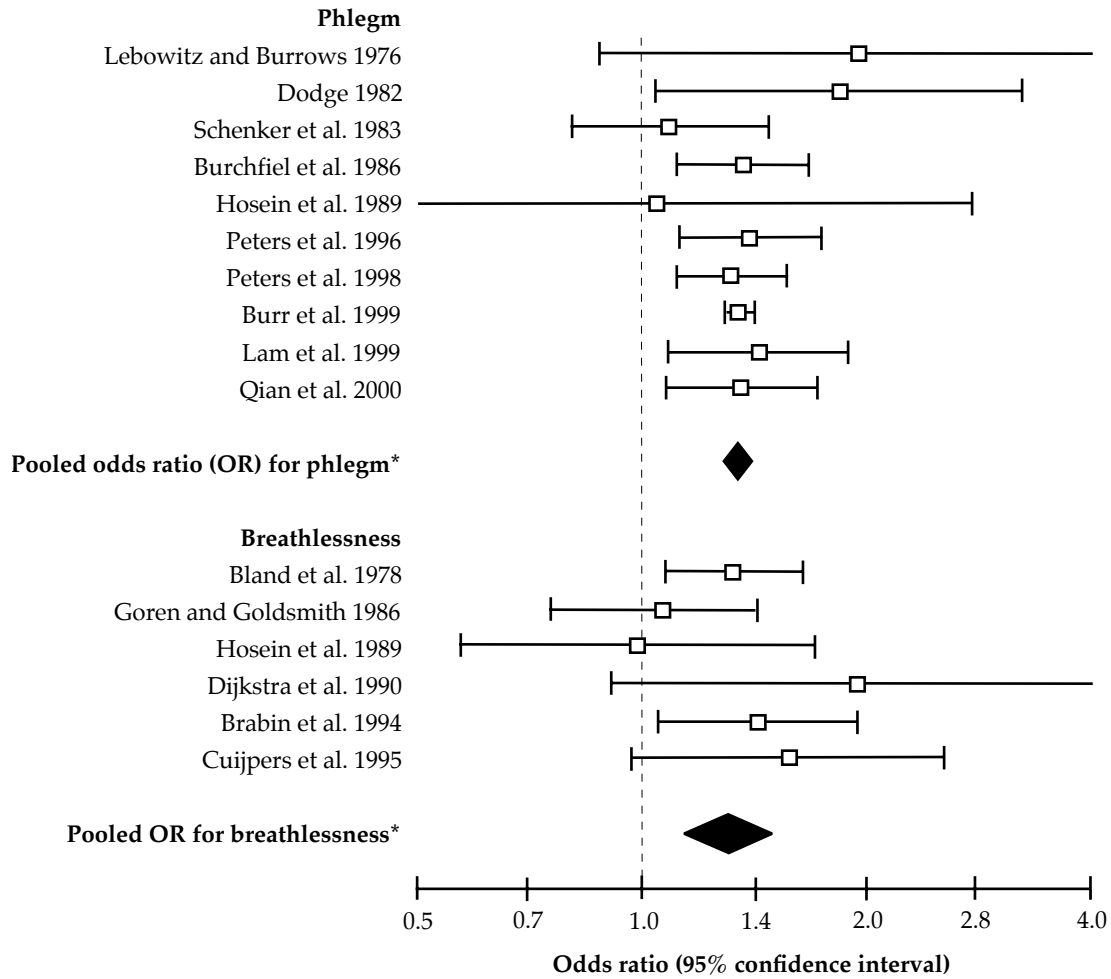 Phlegm
Lebowitz and Burrows 1976
Dodge 1982
Schenker et al. 1983
Burchfiel et al. 1986
Hosein et al. 1989
Peters et al. 1996
Peters et al. 1998
Burr et al. 1999
Lam et al. 1999
Qian et al. 2000
Pooled odds ratio (OR) for phlegm*
Breathlessness
Bland et al. 1978
Goren and Goldsmith 1986
Hosein et al. 1989
Dijkstra et al. 1990
Brabin et al. 1994
Cuijpers et al. 1995
Pooled OR for breathlessness*
0.5 0.7 1.0 1.4 2.0 2.8 4.0
Odds ratio (95% confidence interval)